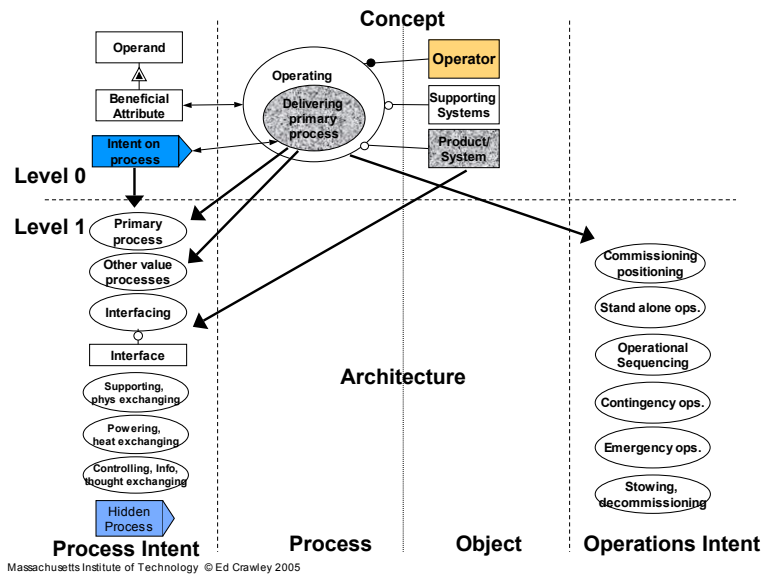 Concept
Operand
Beneficial
Attribute
Intent on
process
Level 0
Operating
Delivering
primary
process
Operator
Supporting
Systems
Product/
System
Level 1
Primary
process
Other value
processes
Interfacing
Interface
Supporting,
phys exchanging
Powering,
heat exchanging
Controlling, Info,
thought exchanging
Hidden
Process
Architecture
Commissioning
positioning
Stand alone ops.
Operational
Sequencing
Contingency ops.
Emergency ops.
Stowing,
decommissioning
Process Intent
Process
Object
Operations Intent
Massachusetts Institute of Technology © Ed Crawley 2005